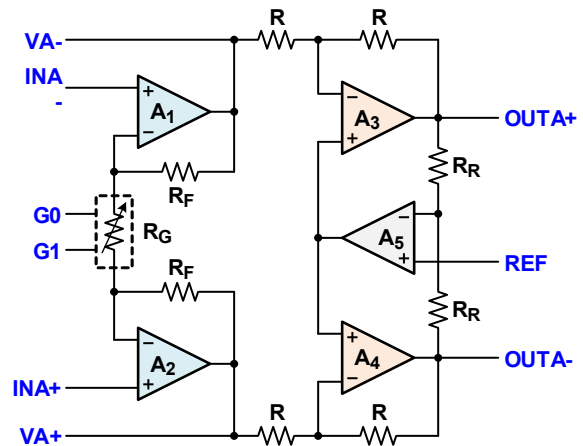 R R
VA-
INA
-
+
A1
-
-
A3
+
OUTA+
RF
RR
G0
G1
RG
-
A5
+
REF
RF
RR
-
A2
+
+
A4
-
INA+
OUTA-
VA+
R R